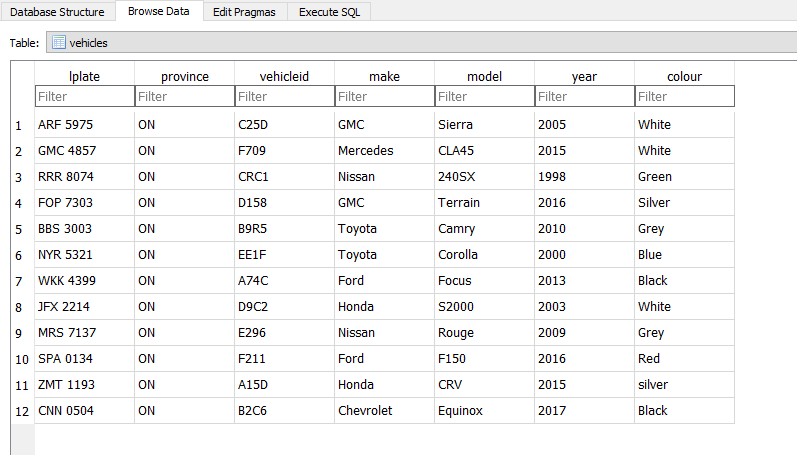 Database Structure Browse Data Edit Pragmas Execute SQL
Table: vehicles
lplate province vehicleid make model year colour
Filter Filter Filter Filter Filter Filter Filter
1 ARF 5975 ON C25D GMC Sierra 2005 White
2 GMC 4857 ON F709 Mercedes CLA45 2015 White
3 RRR 8074 ON CRC1 Nissan 240SX 1998 Green
4 FOP 7303 ON D158 GMC Terrain 2016 Silver
5 BBS 3003 ON B9R5 Toyota Camry 2010 Grey
6 NYR 5321 ON EE1F Toyota Corolla 2000 Blue
7 WKK 4399 ON A74C Ford Focus 2013 Black
8 JFX 2214 ON D9C2 Honda S2000 2003 White
9 MRS 7137 ON E296 Nissan Rouge 2009 Grey
10 SPA 0134 ON F211 Ford F150 2016 Red
11 ZMT 1193 ON A15D Honda CRV 2015 silver
12 CNN 0504 ON B2C6 Chevrolet Equinox 2017 Black